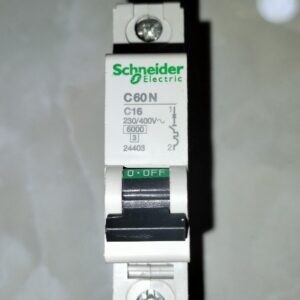 Schneider
Electric
C60N
C16
1
230/400V~
6000
3
2
24403
O·OFF